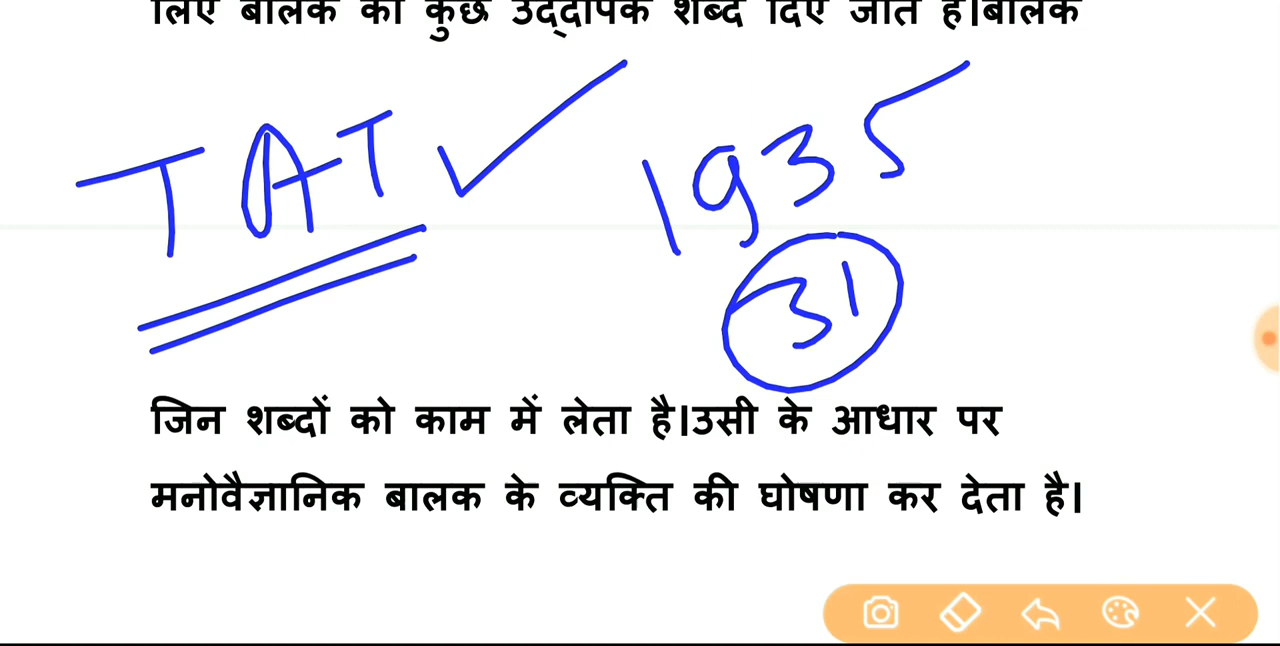 लिए बालक को कुछ उद्दीपक शब्द दिए जाते है।बालक
TAT 1935
31
जिन शब्दों को काम में लेता है।उसी के आधार पर
मनोवैज्ञानिक बालक के व्यक्ति की घोषणा कर देता है।